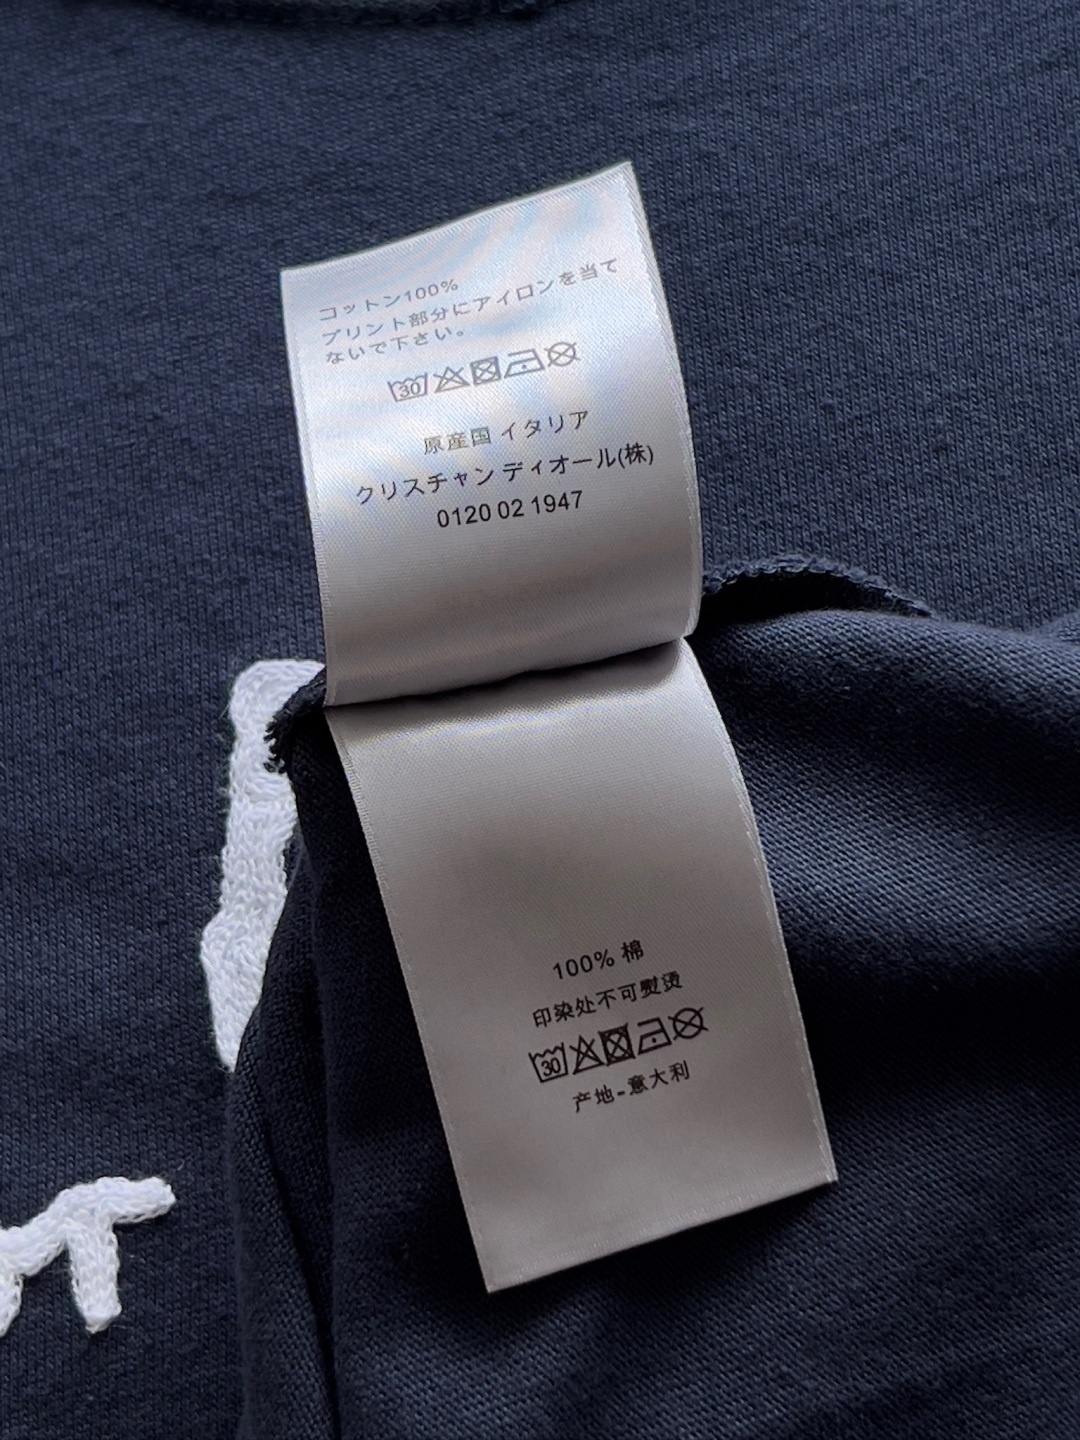 コットン100%
プリント部分にアイロンを当て
ないで下さい。
30
原産国 イタリア
クリスチャン ディオール(株)
0120 02 1947
100% 棉
印染处不可熨烫
30
产地-意大利